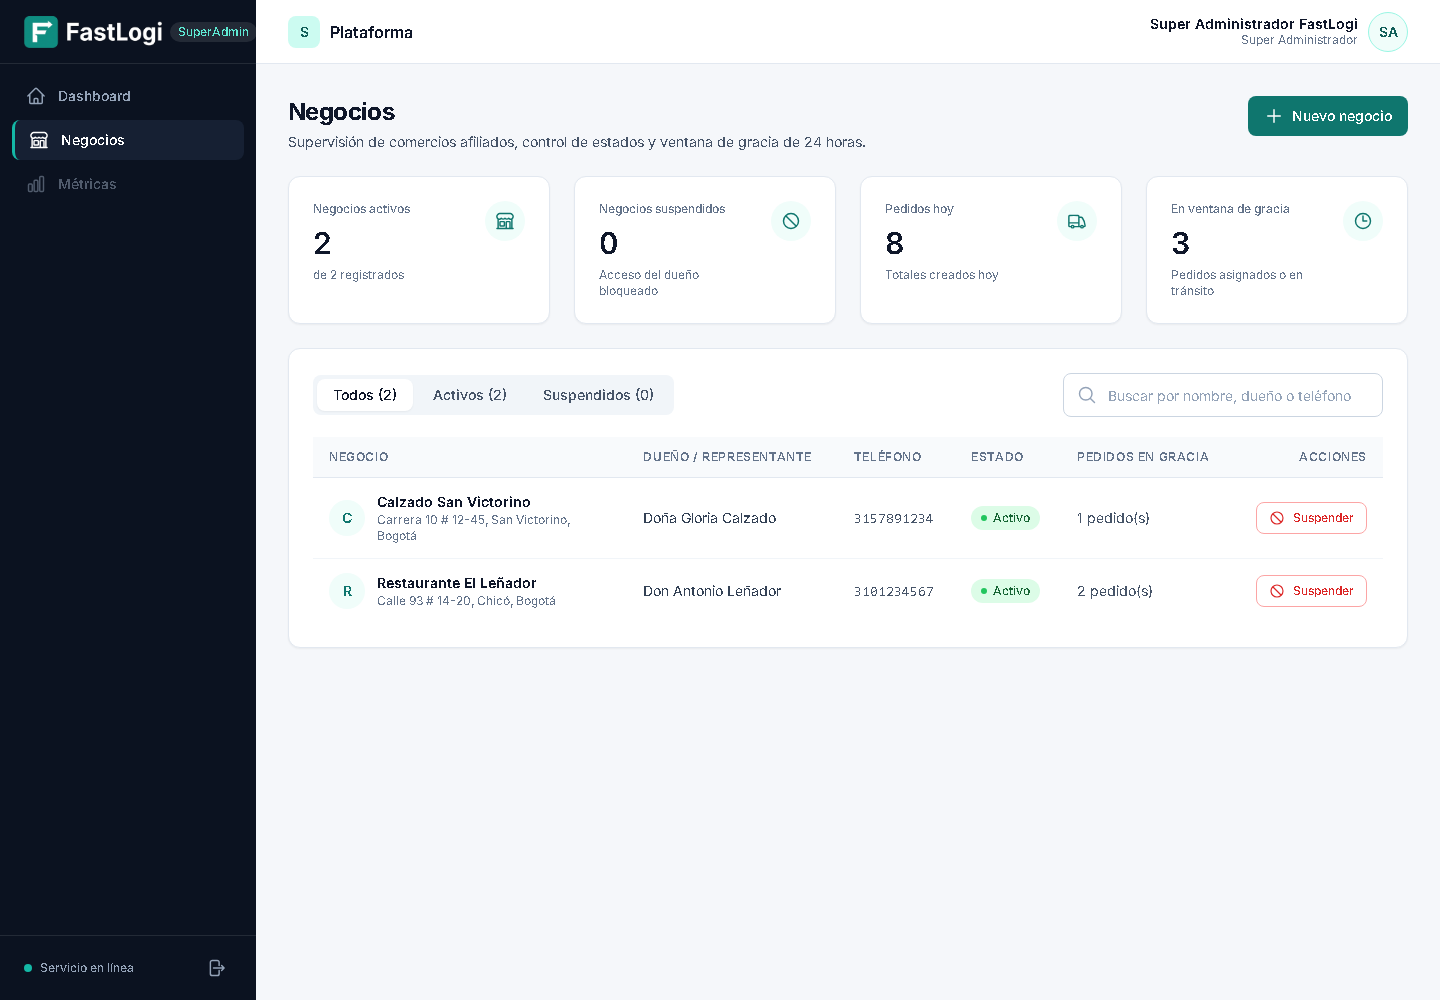 FastLogi SuperAdmin
Dashboard
Negocios
Métricas
Servicio en línea
S Plataforma
Super Administrador FastLogi
Super Administrador
SA
Negocios
Supervisión de comercios afiliados, control de estados y ventana de gracia de 24 horas.
Nuevo negocio
Negocios activos
2
de 2 registrados
Negocios suspendidos
0
Acceso del dueño
bloqueado
Pedidos hoy
8
Totales creados hoy
En ventana de gracia
3
Pedidos asignados o en
tránsito
Todos (2) Activos (2) Suspendidos (0)
Buscar por nombre, dueño o teléfono
NEGOCIO DUEÑO / REPRESENTANTE TELÉFONO ESTADO PEDIDOS EN GRACIA ACCIONES
C
Calzado San Victorino
Carrera 10 # 12-45, San Victorino,
Bogotá
Doña Gloria Calzado 3157891234 Activo 1 pedido(s) Suspender
R
Restaurante El Leñador
Calle 93 # 14-20, Chicó, Bogotá
Don Antonio Leñador 3101234567 Activo 2 pedido(s) Suspender